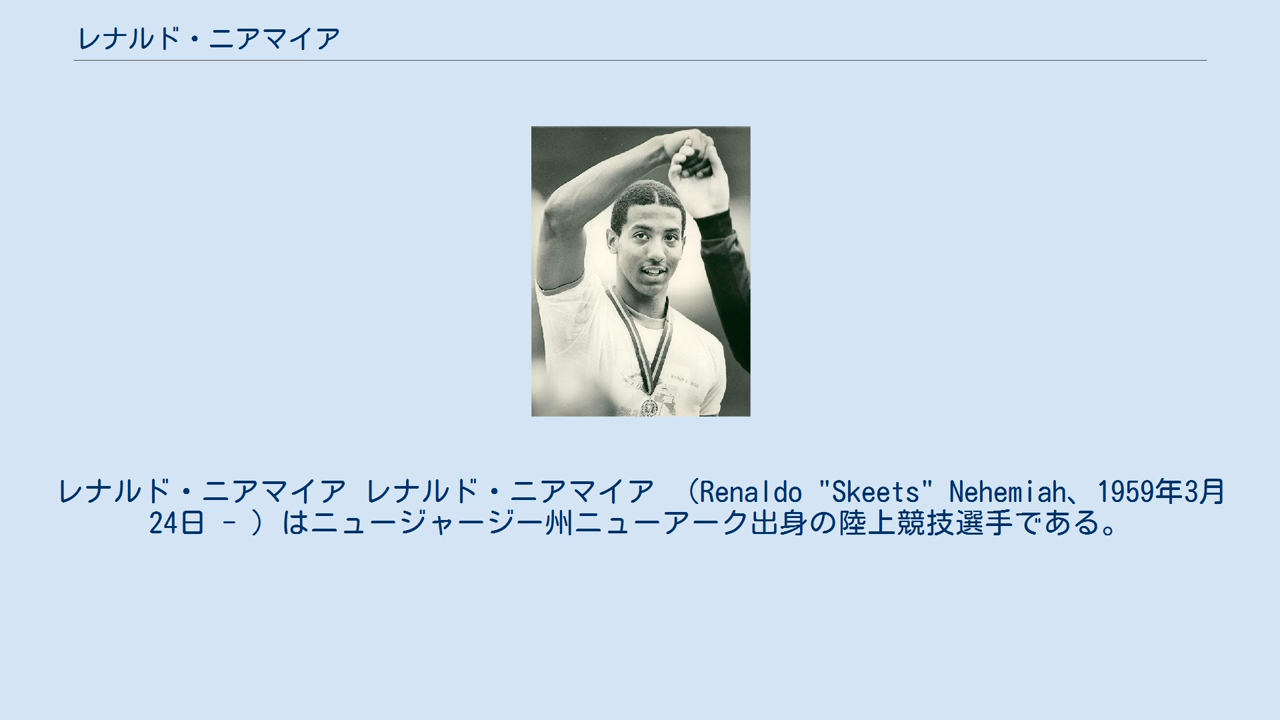 レナルド・ニアマイア
レナルド・ニアマイア レナルド・ニアマイア （Renaldo "Skeets" Nehemiah、1959年3月
24日 - ）はニュージャージー州ニューアーク出身の陸上競技選手である。